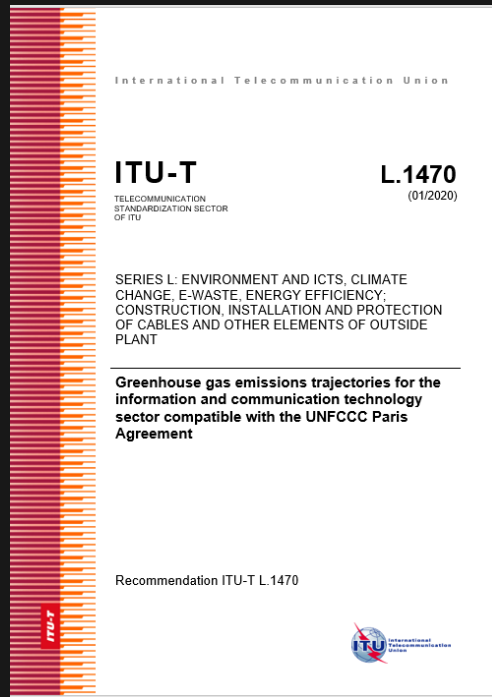 International Telecommunication Union
ITU-T
L.1470
TELECOMMUNICATION
STANDARDIZATION SECTOR
OF ITU
(01/2020)
SERIES L: ENVIRONMENT AND ICTS, CLIMATE
CHANGE, E-WASTE, ENERGY EFFICIENCY;
CONSTRUCTION, INSTALLATION AND PROTECTION
OF CABLES AND OTHER ELEMENTS OF OUTSIDE
PLANT
Greenhouse gas emissions trajectories for the
information and communication technology
sector compatible with the UNFCCC Paris
Agreement
Recommendation ITU-T L.1470
ITU-T
ITU
International
Telecommunication
Union